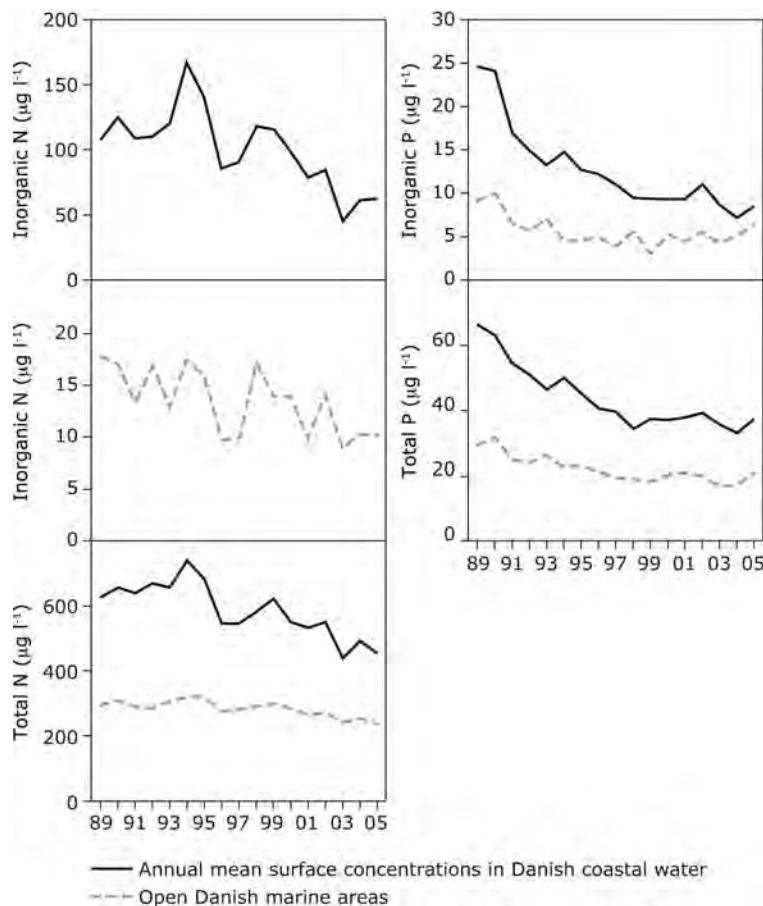 Inorganic N (µg l⁻¹)
200
150
100
50
0
Inorganic N (µg l⁻¹)
20
15
10
5
0
Total N (µg l⁻¹)
600
400
200
0
89 91 93 95 97 99 01 03 05
Inorganic P (µg l⁻¹)
30
25
20
15
10
5
0
Total P (µg l⁻¹)
60
40
20
0
89 91 93 95 97 99 01 03 05
Annual mean surface concentrations in Danish coastal water
Open Danish marine areas